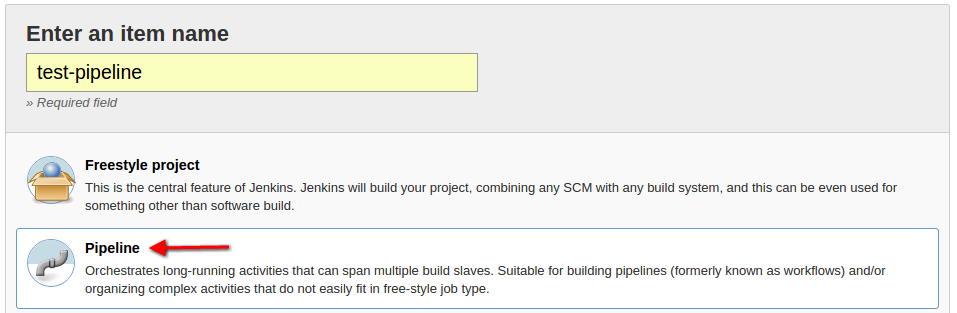 Enter an item name
test-pipeline
» Required field
Freestyle project
This is the central feature of Jenkins. Jenkins will build your project, combining any SCM with any build system, and this can be even used for
something other than software build.
Pipeline
Orchestrates long-running activities that can span multiple build slaves. Suitable for building pipelines (formerly known as workflows) and/or
organizing complex activities that do not easily fit in free-style job type.